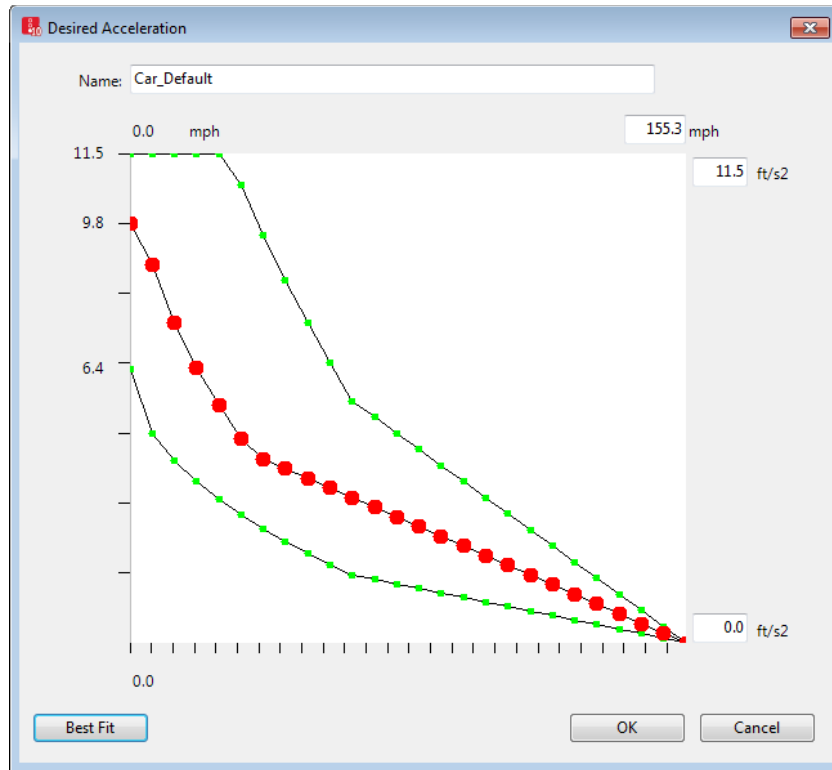 10 Desired Acceleration
Name: Car_Default
0.0 mph 155.3 mph
11.5 11.5 ft/s2
9.8
6.4
0.0 ft/s2
0.0
Best Fit OK Cancel